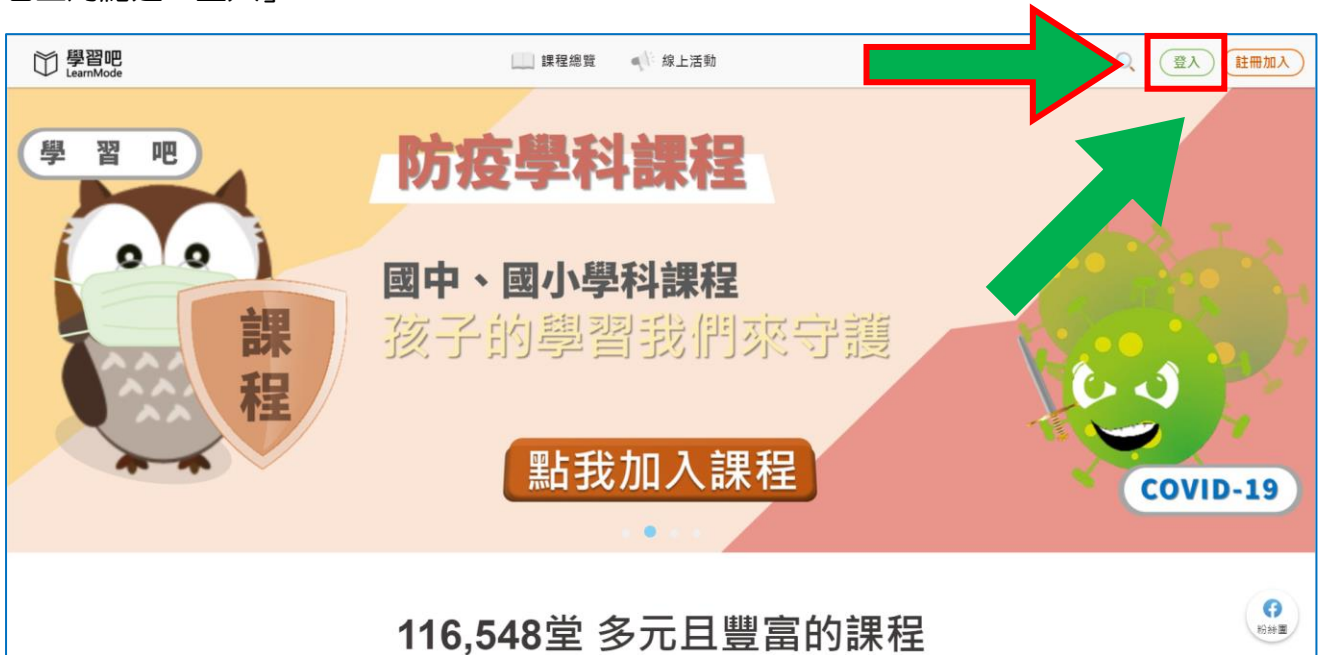 學習吧
LearnMode
課程總覽
線上活動
登入
註冊加入
學習吧
防疫學科課程
國中、國小學科課程
孩子的學習我們來守護
課
程
點我加入課程
COVID-19
116,548堂 多元且豐富的課程
粉絲團